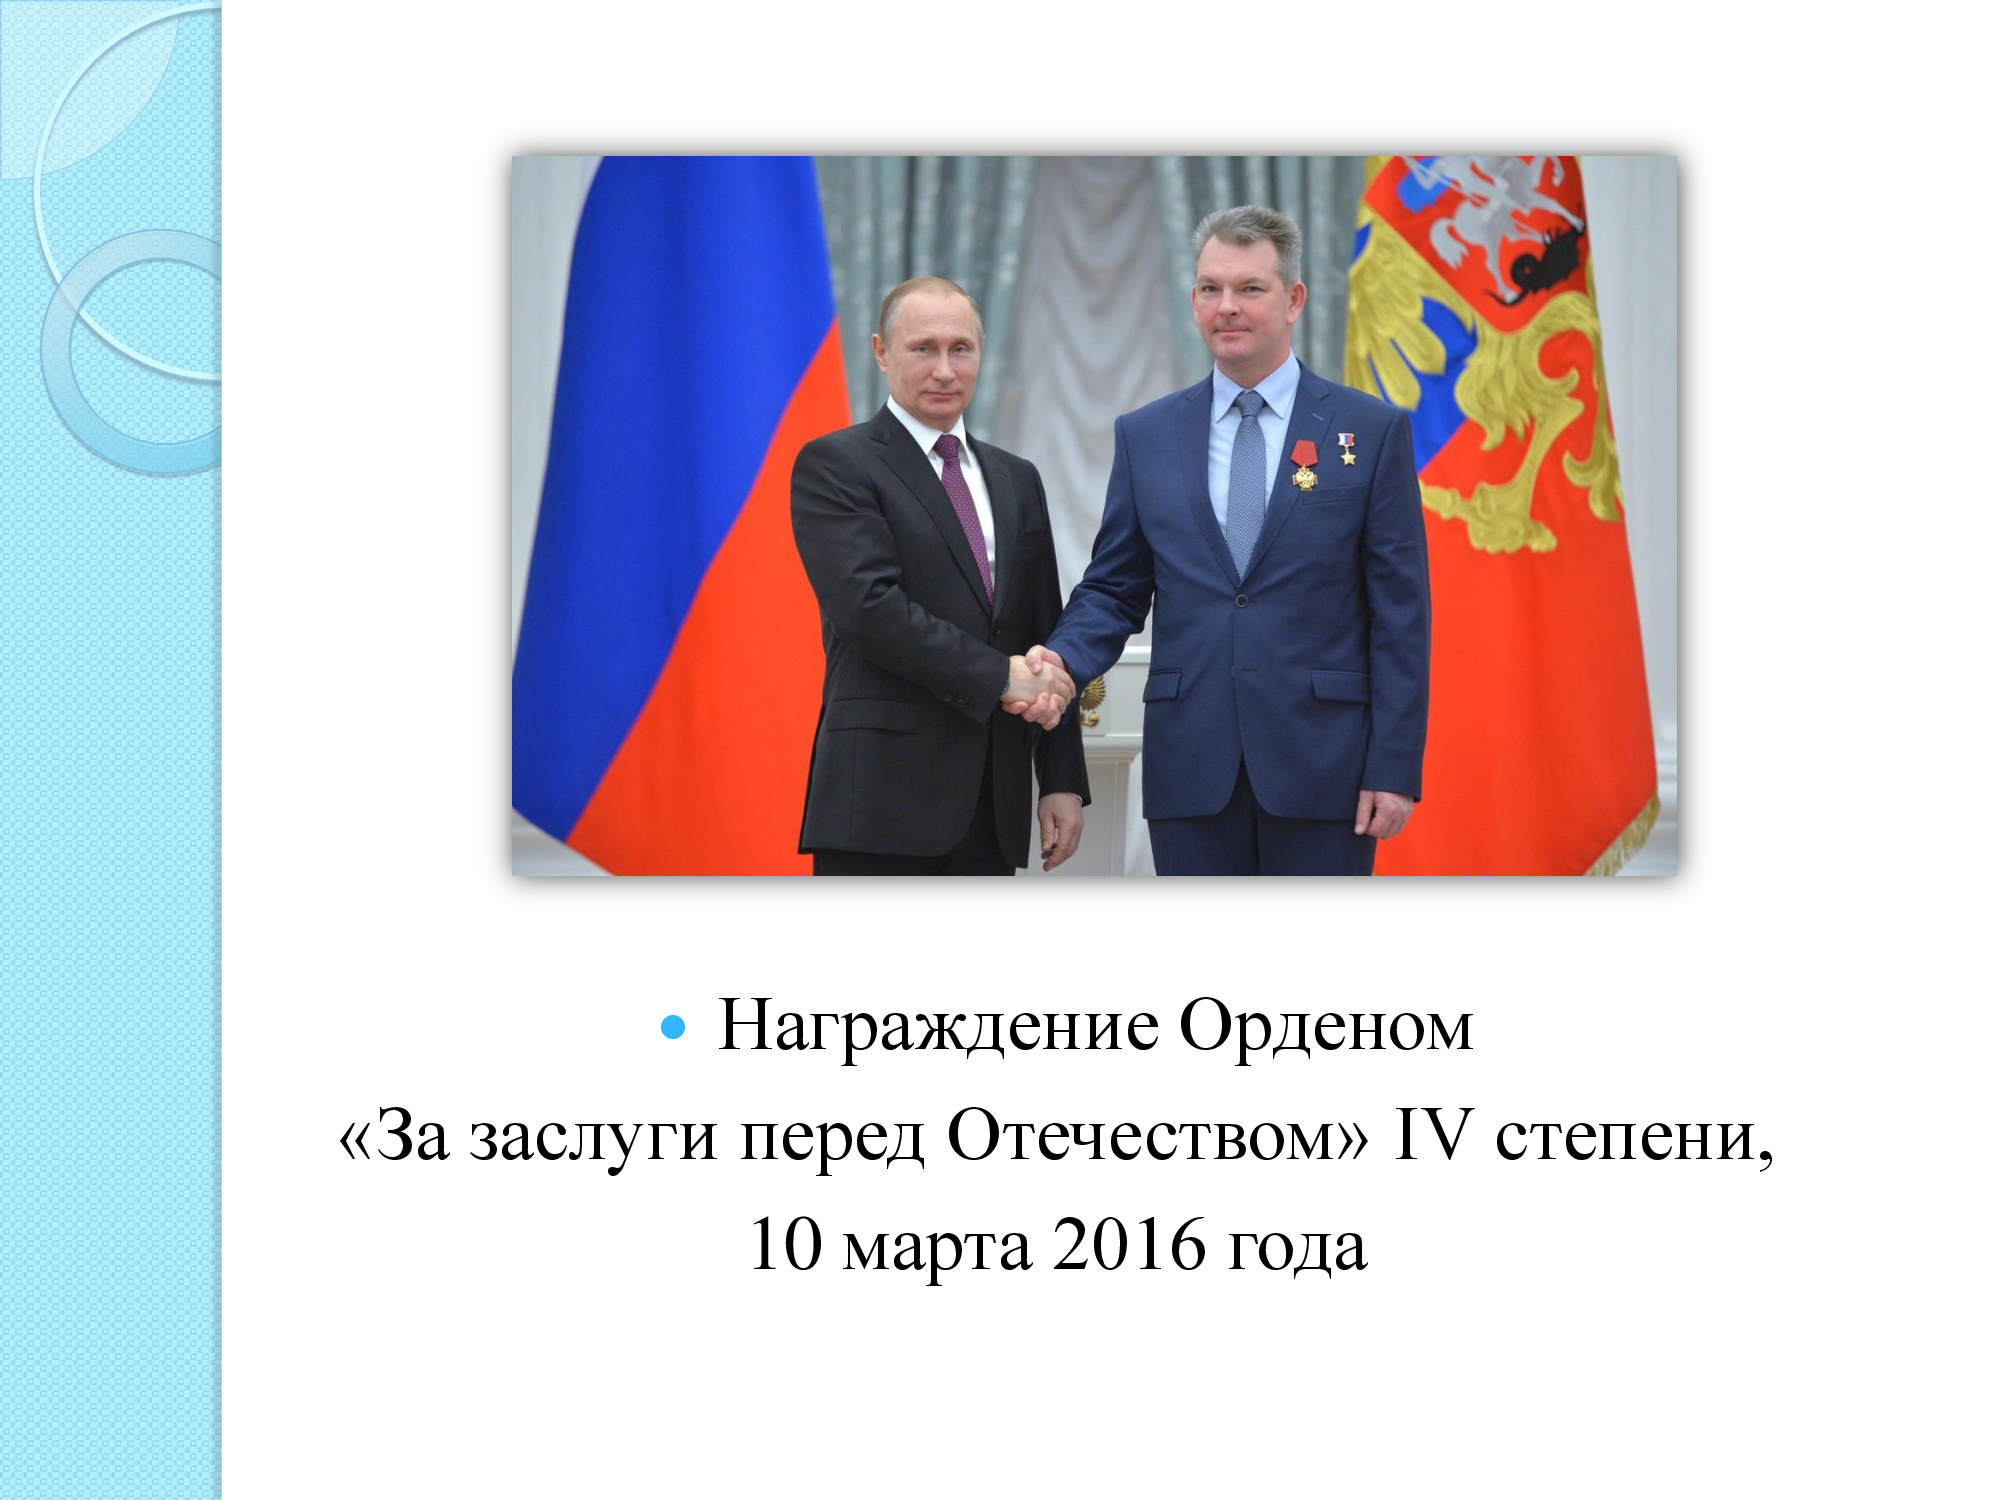 Награждение Орденом
«За заслуги перед Отечеством» IV степени,
10 марта 2016 года